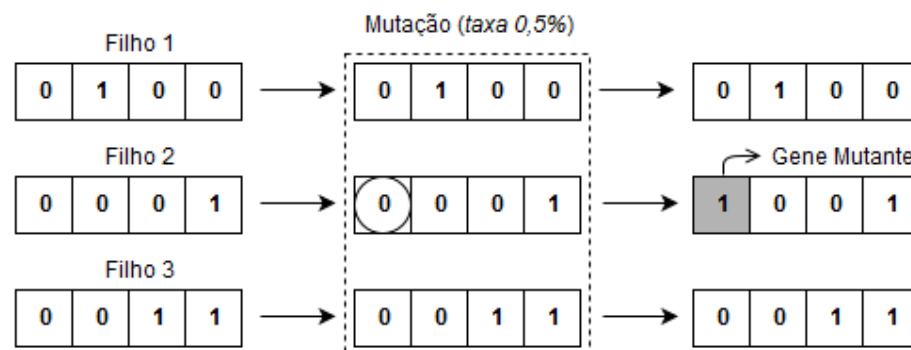 Mutação (taxa 0,5%)
Filho 1
0 1 0 0 0 1 0 0 0 1 0 0
Filho 2
Gene Mutante
0 0 0 1 0 0 0 1 1 0 0 1
Filho 3
0 0 1 1 0 0 1 1 0 0 1 1